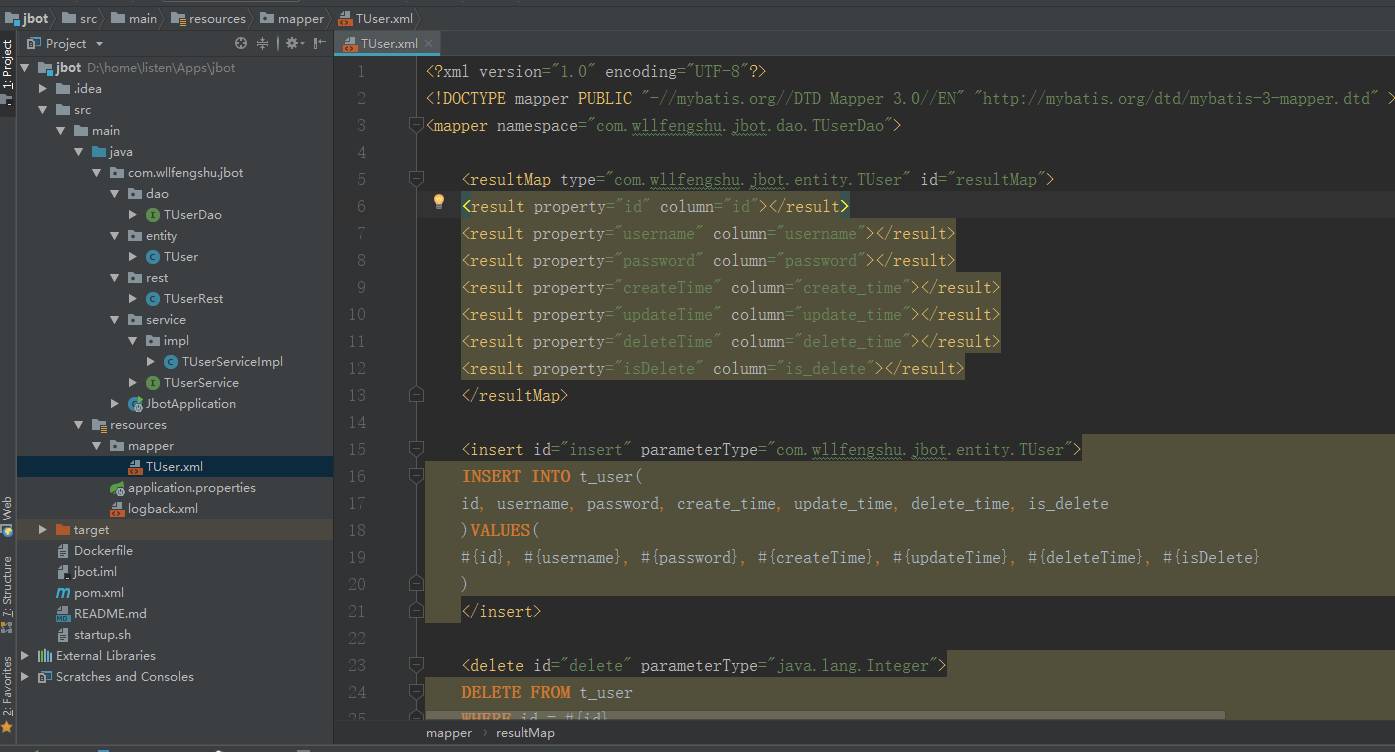 jbot src main resources mapper TUser.xml
Project
TUser.xml
1: Project
jbot D:\home\listen\Apps\jbot
.idea
src
main
java
com.wllfengshu.jbot
dao
TUserDao
entity
TUser
rest
TUserRest
service
impl
TUserServiceImpl
TUserService
JbotApplication
resources
mapper
TUser.xml
application.properties
logback.xml
target
Dockerfile
jbot.iml
pom.xml
README.md
startup.sh
External Libraries
Scratches and Consoles
Web
7: Structure
2: Favorites
1 <?xml version="1.0" encoding="UTF-8"?>
2 <!DOCTYPE mapper PUBLIC "-//mybatis.org//DTD Mapper 3.0//EN" "http://mybatis.org/dtd/mybatis-3-mapper.dtd" >
3 <mapper namespace="com.wllfengshu.jbot.dao.TUserDao">
4
5 <resultMap type="com.wllfengshu.jbot.entity.TUser" id="resultMap">
6 <result property="id" column="id"></result>
7 <result property="username" column="username"></result>
8 <result property="password" column="password"></result>
9 <result property="createTime" column="create_time"></result>
10 <result property="updateTime" column="update_time"></result>
11 <result property="deleteTime" column="delete_time"></result>
12 <result property="isDelete" column="is_delete"></result>
13 </resultMap>
14
15 <insert id="insert" parameterType="com.wllfengshu.jbot.entity.TUser">
16 INSERT INTO t_user(
17 id, username, password, create_time, update_time, delete_time, is_delete
18 )VALUES(
19 #{id}, #{username}, #{password}, #{createTime}, #{updateTime}, #{deleteTime}, #{isDelete}
20 )
21 </insert>
22
23 <delete id="delete" parameterType="java.lang.Integer">
24 DELETE FROM t_user
25 WHERE id = #{id}
mapper › resultMap